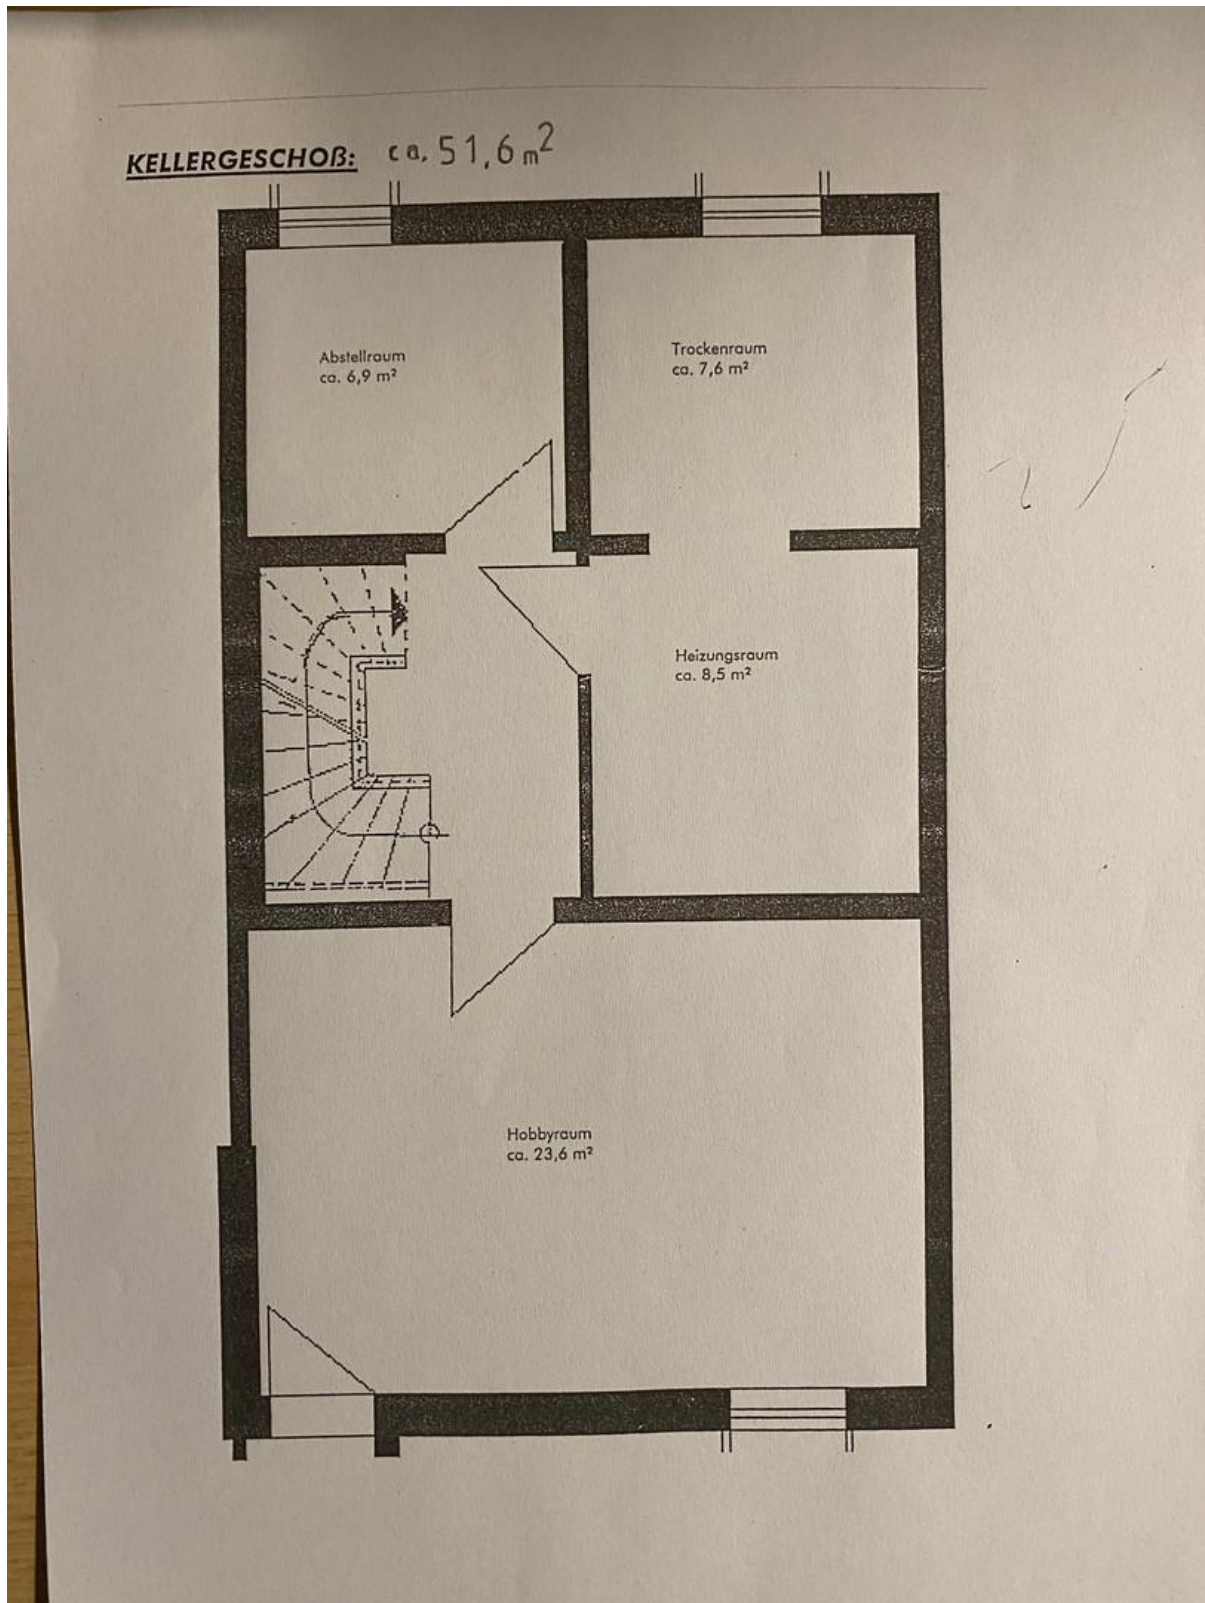 KELLERGESCHOß: ca. 51,6 m²
Abstellraum
ca. 6,9 m²
Trockenraum
ca. 7,6 m²
Heizungsraum
ca. 8,5 m²
Hobbyraum
ca. 23,6 m²